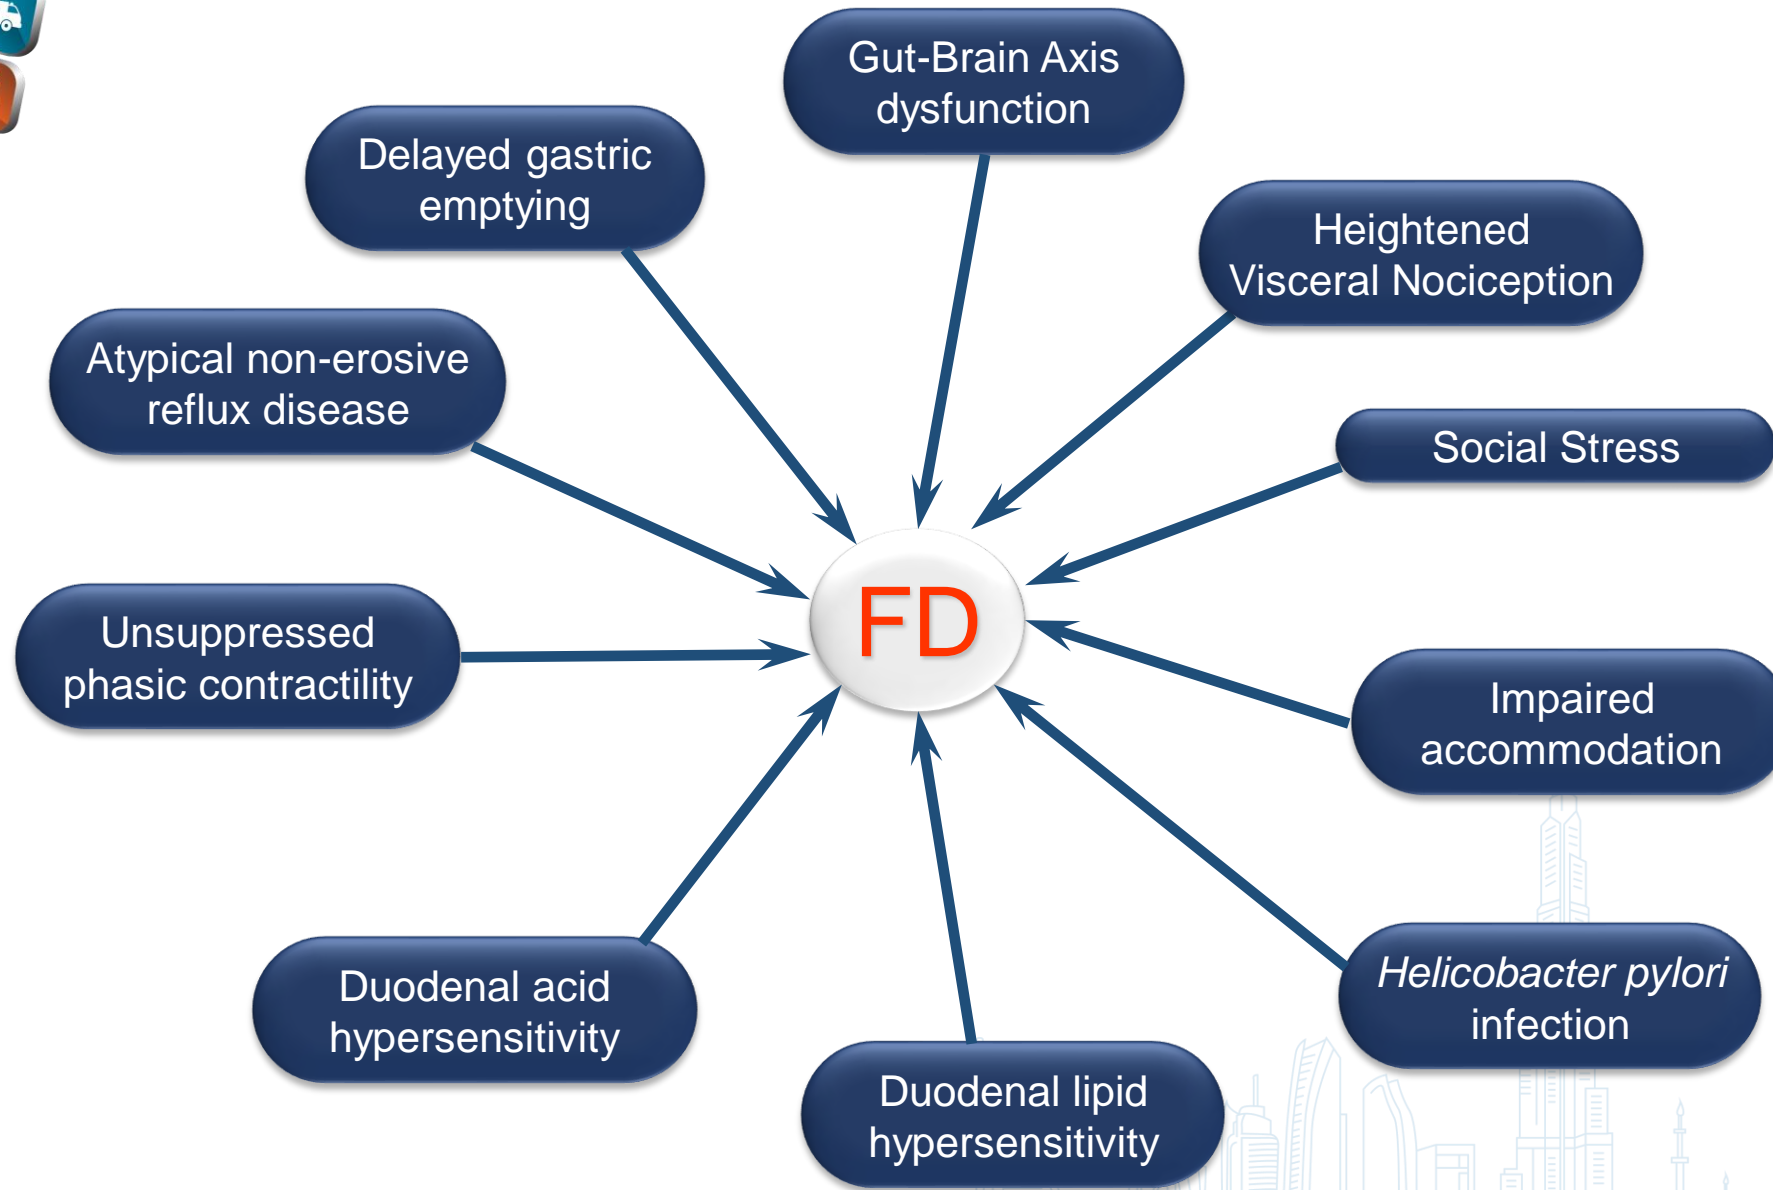 Gut-Brain Axis
dysfunction
Delayed gastric
emptying
Heightened
Visceral Nociception
Atypical non-erosive
reflux disease
Social Stress
FD
Unsuppressed
phasic contractility
Impaired
accommodation
Duodenal acid
hypersensitivity
Helicobacter pylori
infection
Duodenal lipid
hypersensitivity